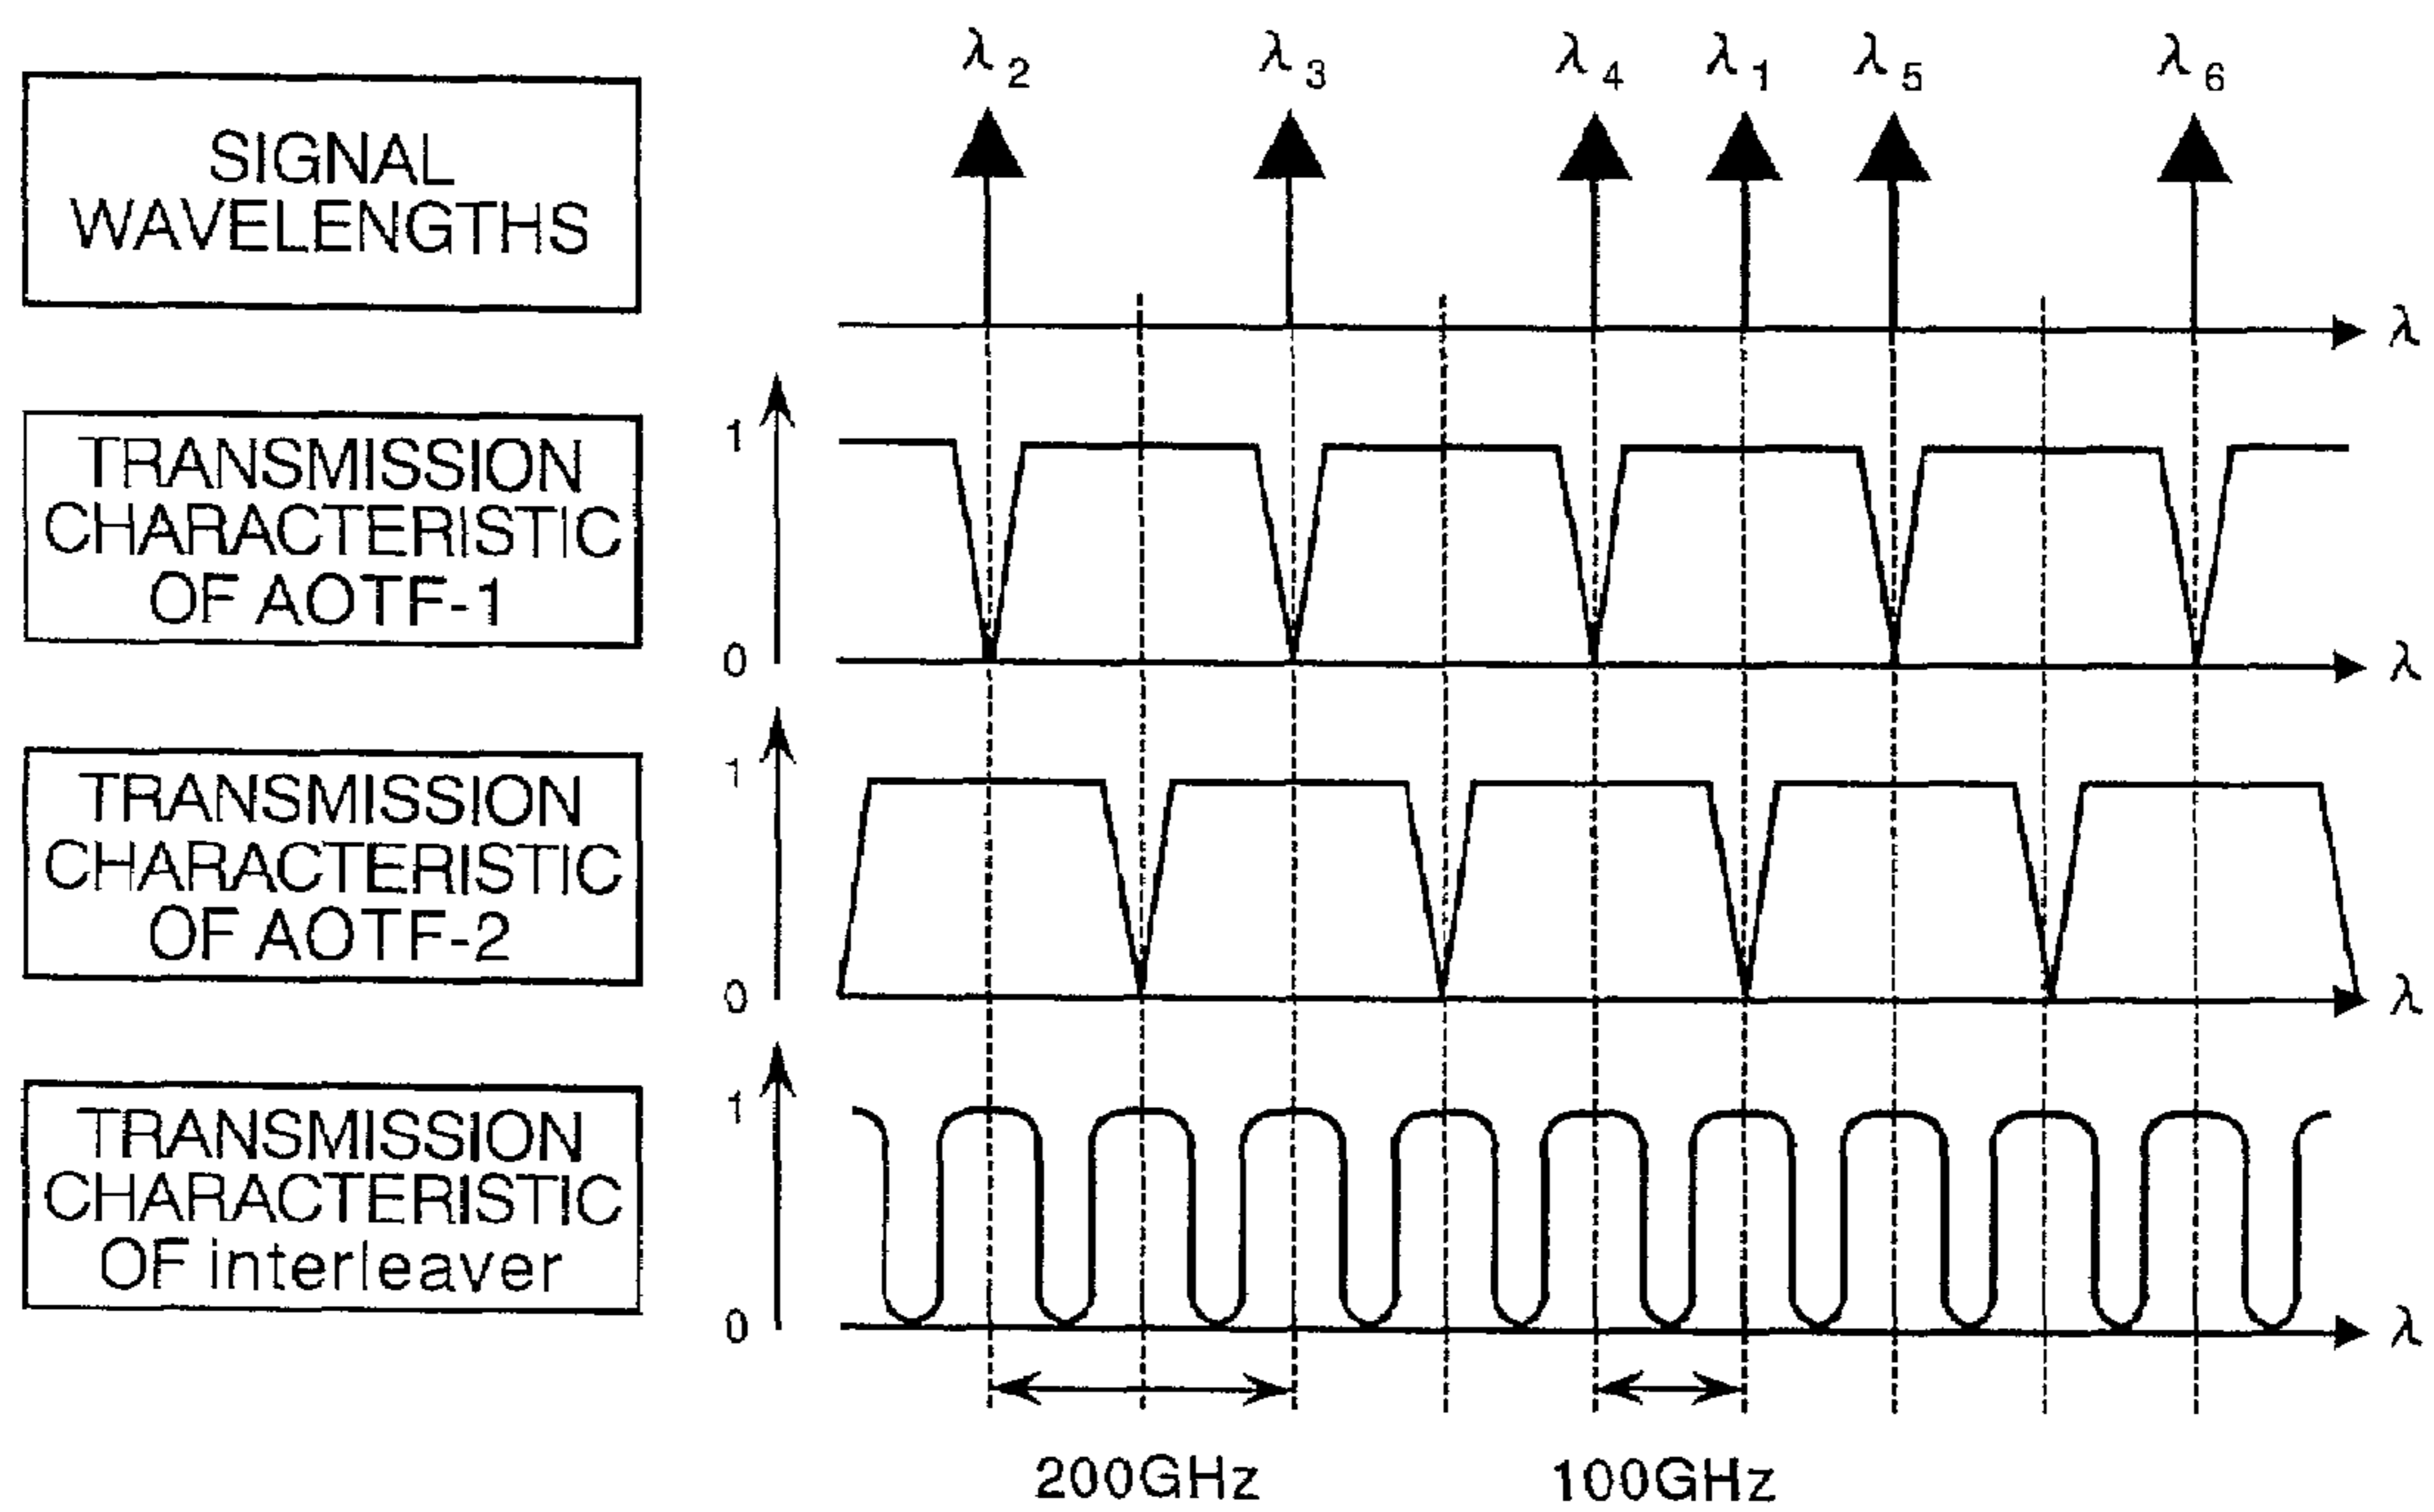 SIGNAL
WAVELENGTHS
λ2 λ3 λ4 λ1 λ5 λ6
λ
TRANSMISSION
CHARACTERISTIC
OF AOTF-1
1
0
λ
TRANSMISSION
CHARACTERISTIC
OF AOTF-2
1
0
λ
TRANSMISSION
CHARACTERISTIC
OF interleaver
1
0
λ
200GHz 100GHz